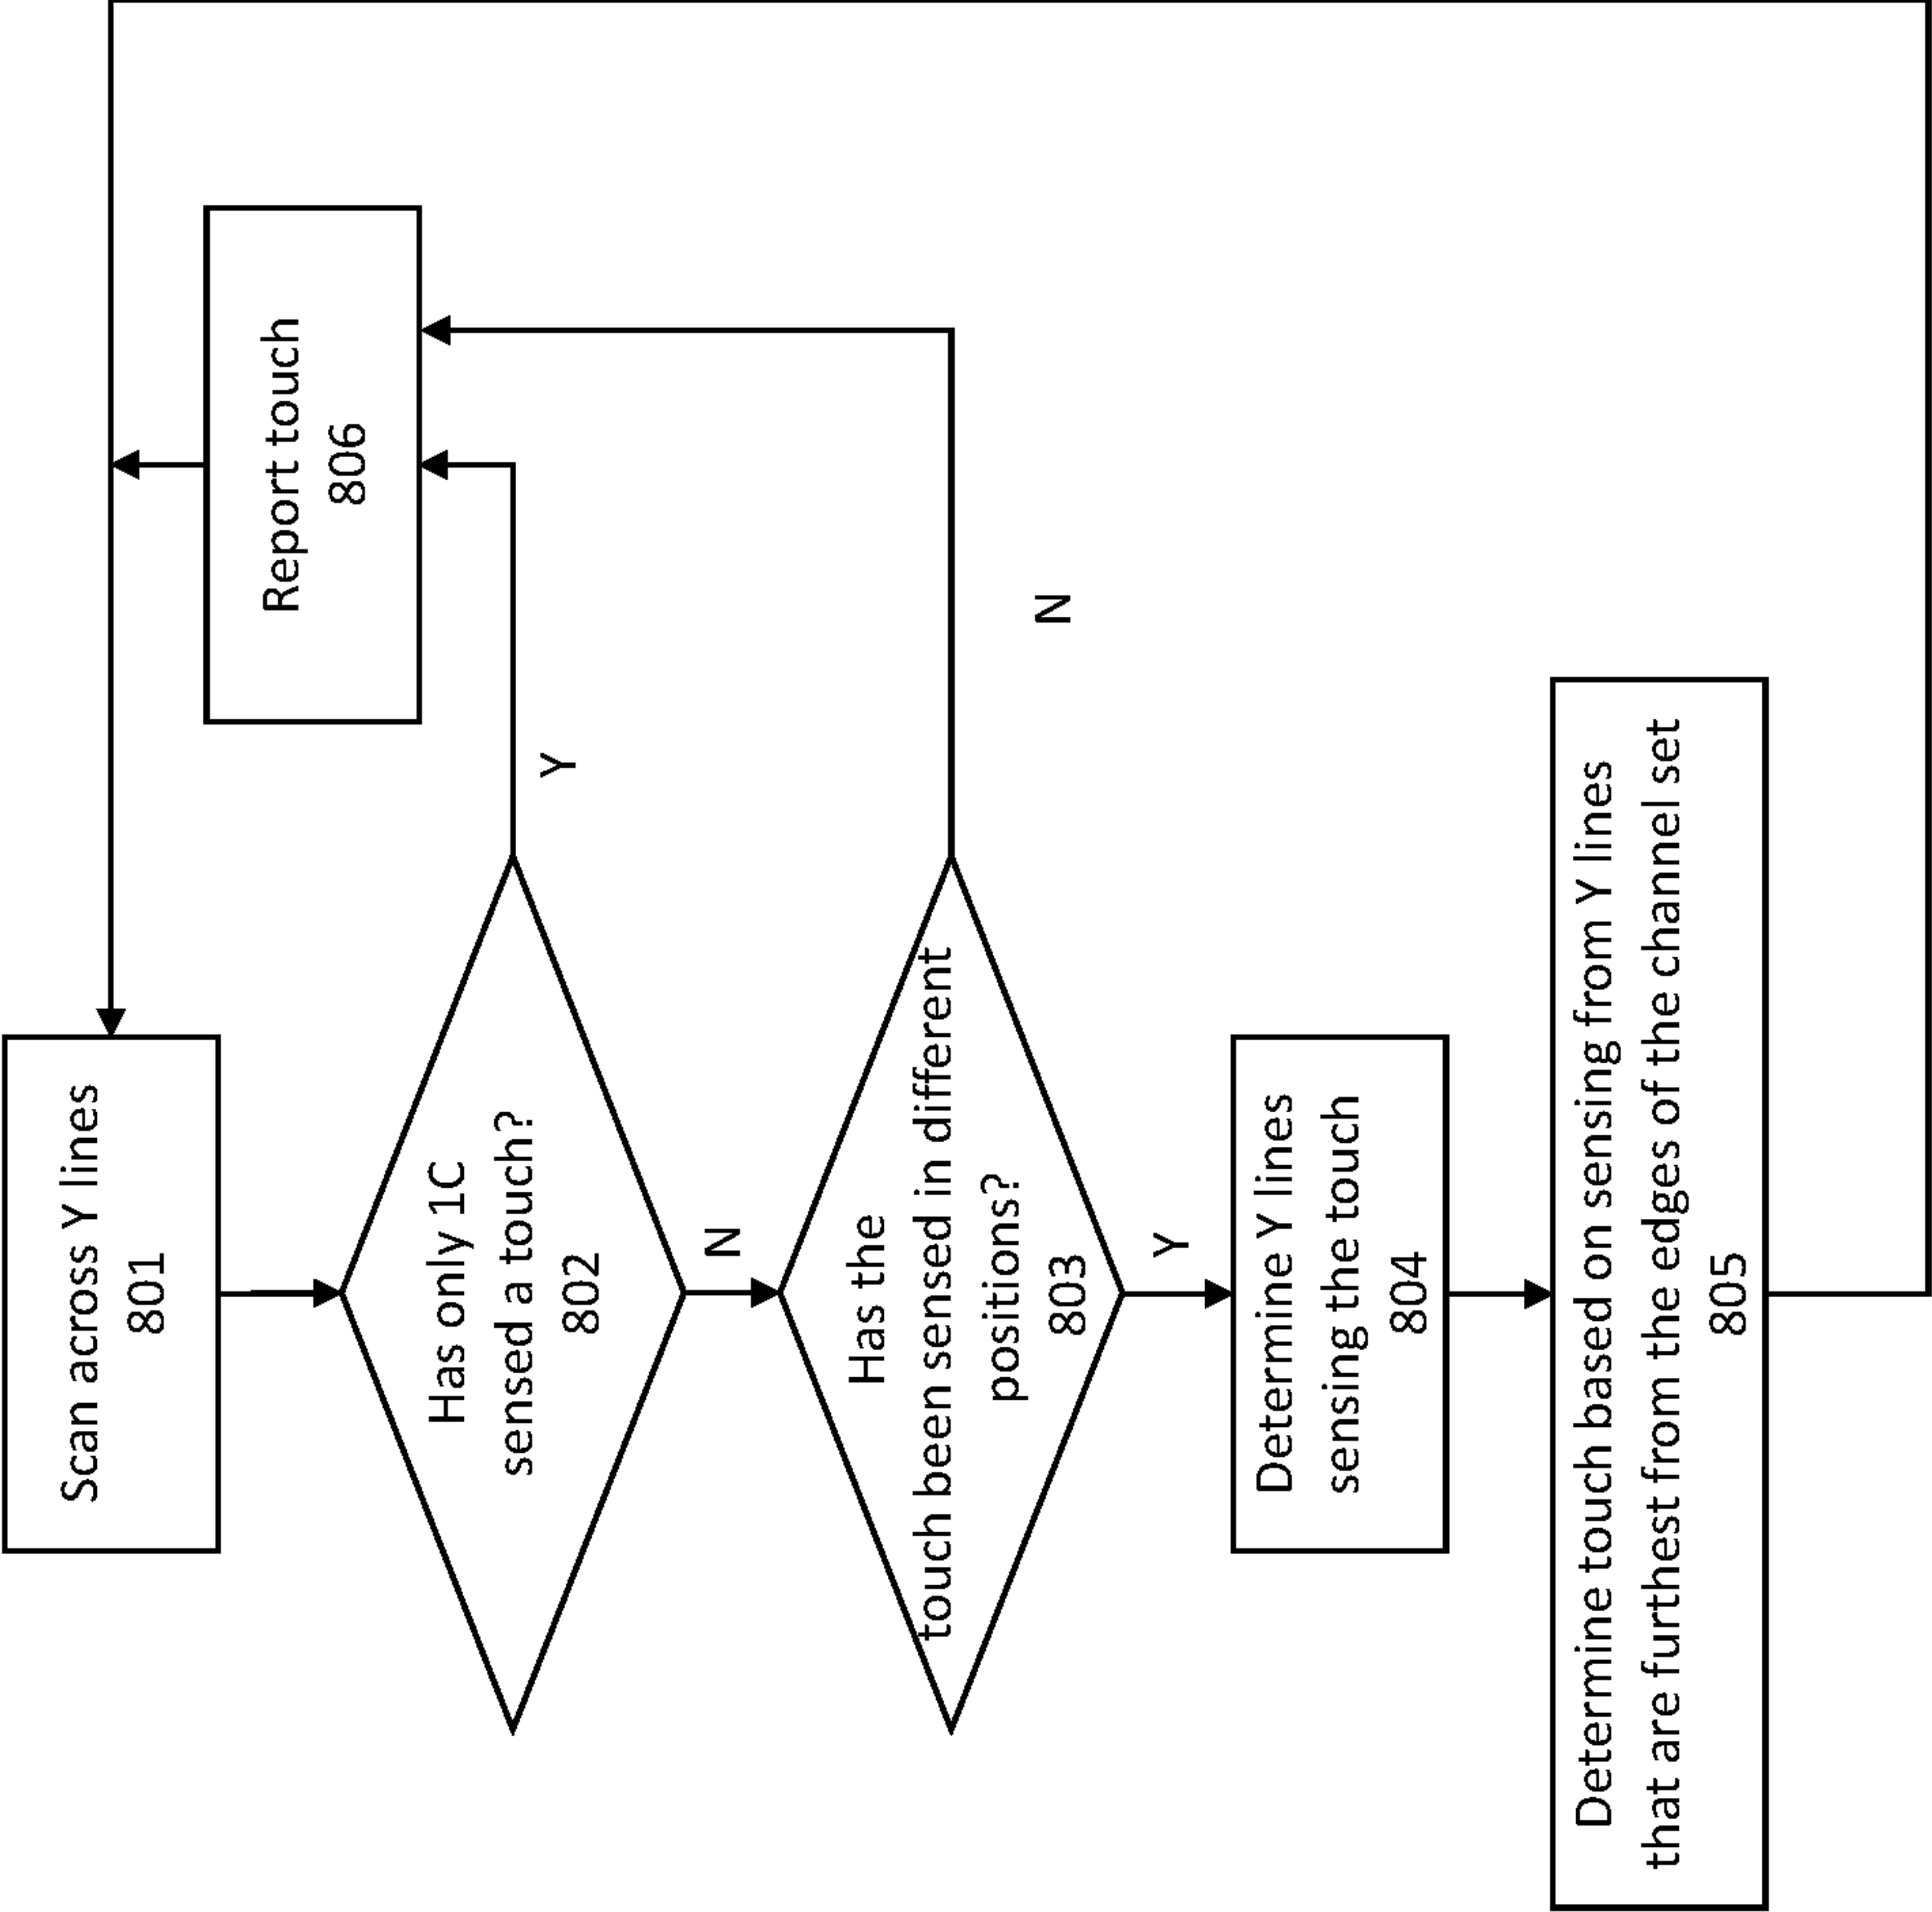 Scan across Y lines
801
Has only 1C
sensed a touch?
802
Y
N
Report touch
806
Has the
touch been sensed in different
positions?
803
N
Y
Determine Y lines
sensing the touch
804
Determine touch based on sensing from Y lines
that are furthest from the edges of the channel set
805